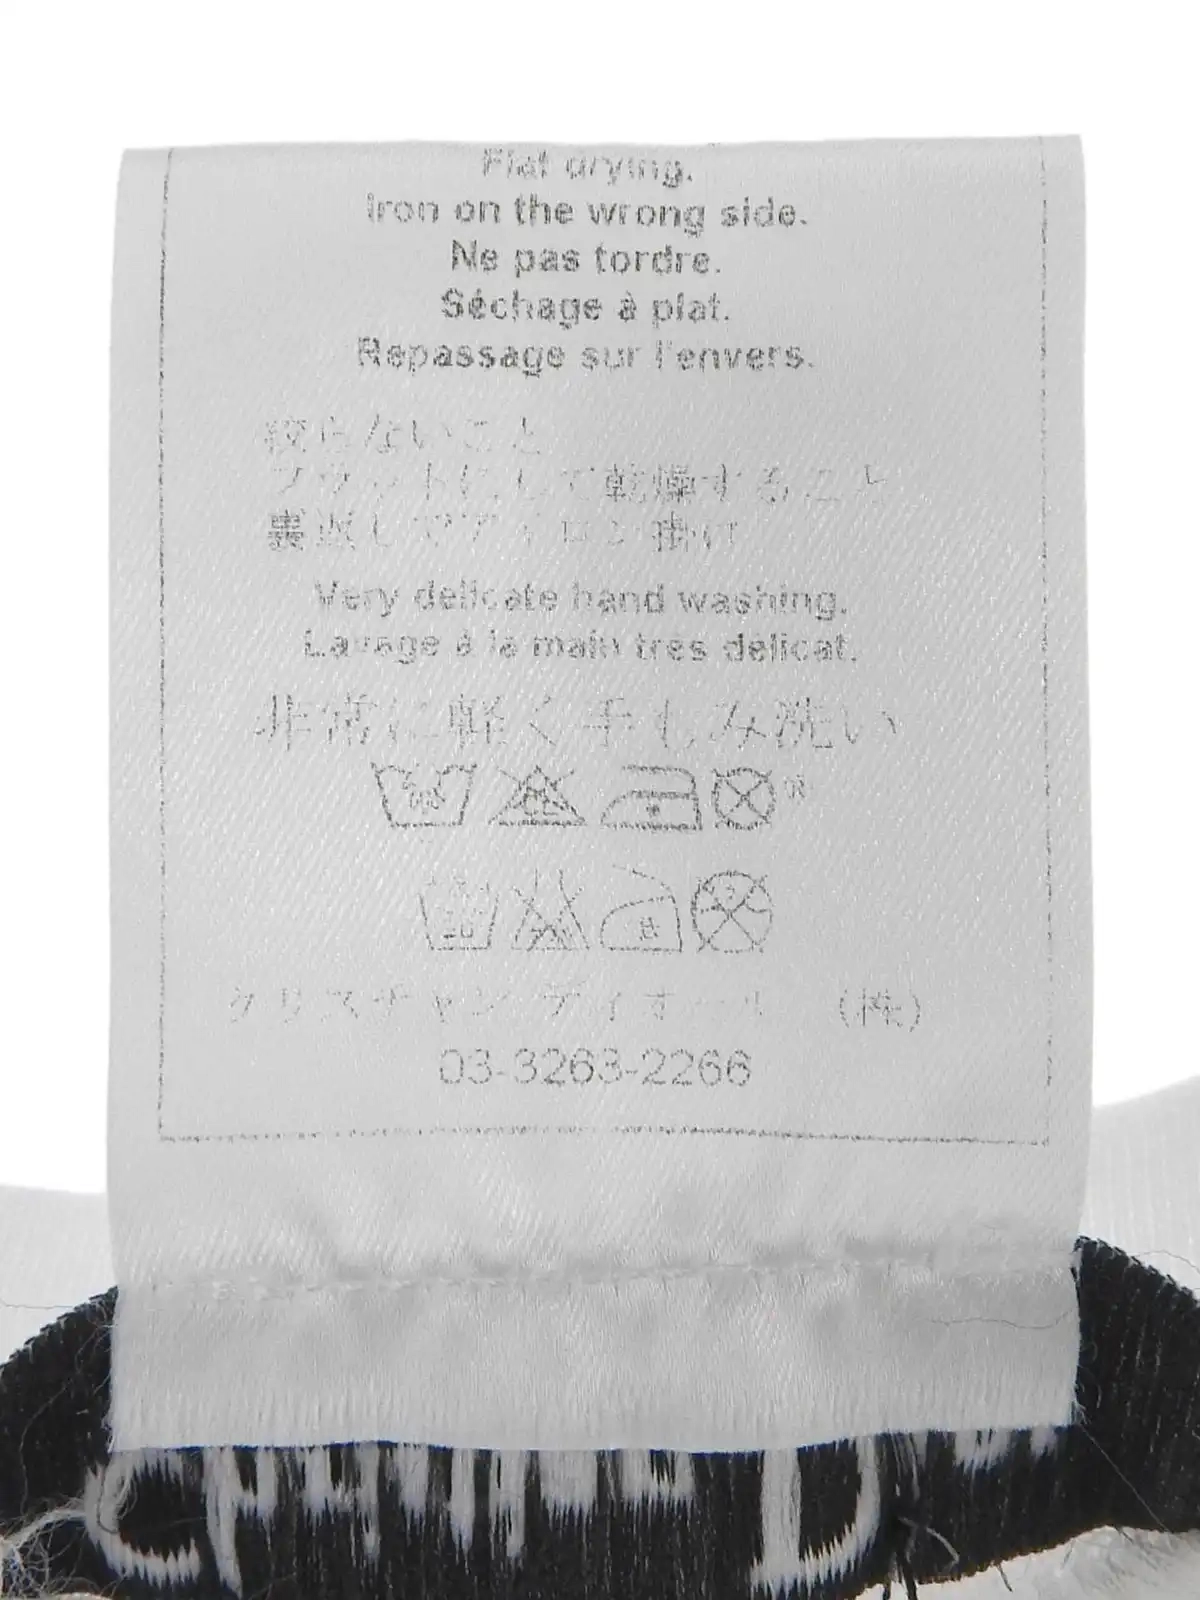 Flat drying.
Iron on the wrong side.
Ne pas tordre.
Séchage à plat.
Repassage sur l'envers.
絞らないこと
フラットにして乾燥すること
裏返してアイロン掛け
Very delicate hand washing.
Lavage à la main tres delicat.
非常に軽く手もみ洗い
クリスチャン ディオール (株)
03-3263-2266